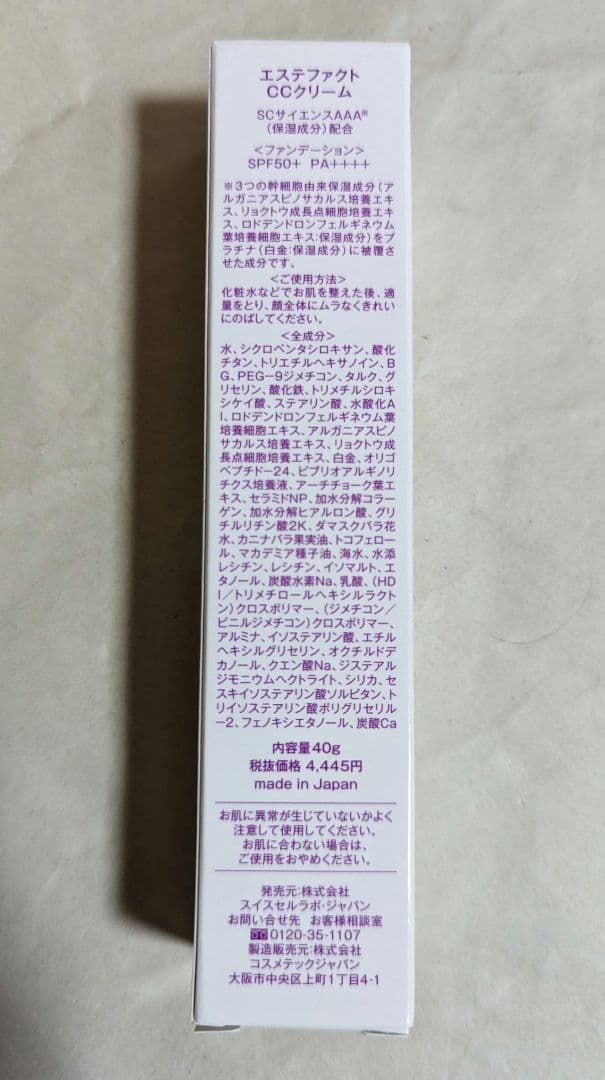 エステファクト
CCクリーム
SCサイエンスAAA※
（保湿成分）配合
＜ファンデーション＞
SPF50+ PA++++
※3つの幹細胞由来保湿成分（ア
ルガニアスピノサカルス培養エキ
ス、リョクトウ成長点細胞培養エキ
ス、ロドデンドロンフェルギネウム
葉培養細胞エキス：保湿成分）をプ
ラチナ（白金：保湿成分）に被覆さ
せた成分です。
＜ご使用方法＞
化粧水などでお肌を整えた後、適
量をとり、顔全体にムラなくきれい
にのばしてください。
＜全成分＞
水、シクロペンタシロキサン、酸化
チタン、トリエチルヘキサノイン、B
G、PEG-9ジメチコン、タルク、グ
リセリン、酸化鉄、トリメチルシロキ
シケイ酸、ステアリン酸、水酸化A
l、ロドデンドロンフェルギネウム葉
培養細胞エキス、アルガニアスピノ
サカルス培養エキス、リョクトウ成
長点細胞培養エキス、白金、オリゴ
ペプチド-24、ビブリオアルギノリ
チクス培養液、アーチチョーク葉エ
キス、セラミドNP、加水分解コラー
ゲン、加水分解ヒアルロン酸、グリ
チルリチン酸2K、ダマスクバラ花
水、カニナバラ果実油、トコフェロー
ル、マカデミア種子油、海水、水添
レシチン、レシチン、イソマルト、エ
タノール、炭酸水素Na、乳酸、（HD
I／トリメチロールヘキシルラクト
ン）クロスポリマー、（ジメチコン／
ビニルジメチコン）クロスポリマー、
アルミナ、イソステアリン酸、エチル
ヘキシルグリセリン、オクチルドデ
カノール、クエン酸Na、ジステアル
ジモニウムヘクトライト、シリカ、セ
スキイソステアリン酸ソルビタン、ト
リイソステアリン酸ポリグリセリル
-2、フェノキシエタノール、炭酸Ca
内容量40g
税抜価格 4,445円
made in Japan
お肌に異常が生じていないかよく
注意して使用してください。
お肌に合わない場合は、
ご使用をおやめください。
発売元：株式会社
スイスセルラボ・ジャパン
お問い合せ先 お客様相談室
0120-35-1107
製造販売元：株式会社
コスメテックジャパン
大阪市中央区上町1丁目4-1